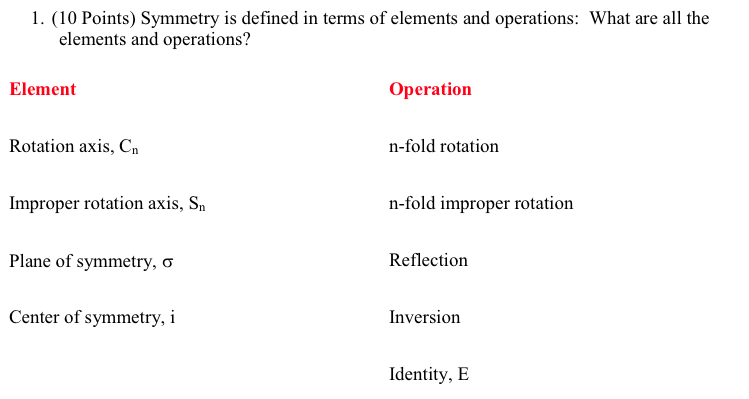 1. (10 Points) Symmetry is defined in terms of elements and operations: What are all the
elements and operations?
Element Operation
Rotation axis, Cn n-fold rotation
Improper rotation axis, Sn n-fold improper rotation
Plane of symmetry, σ Reflection
Center of symmetry, i Inversion
Identity, E